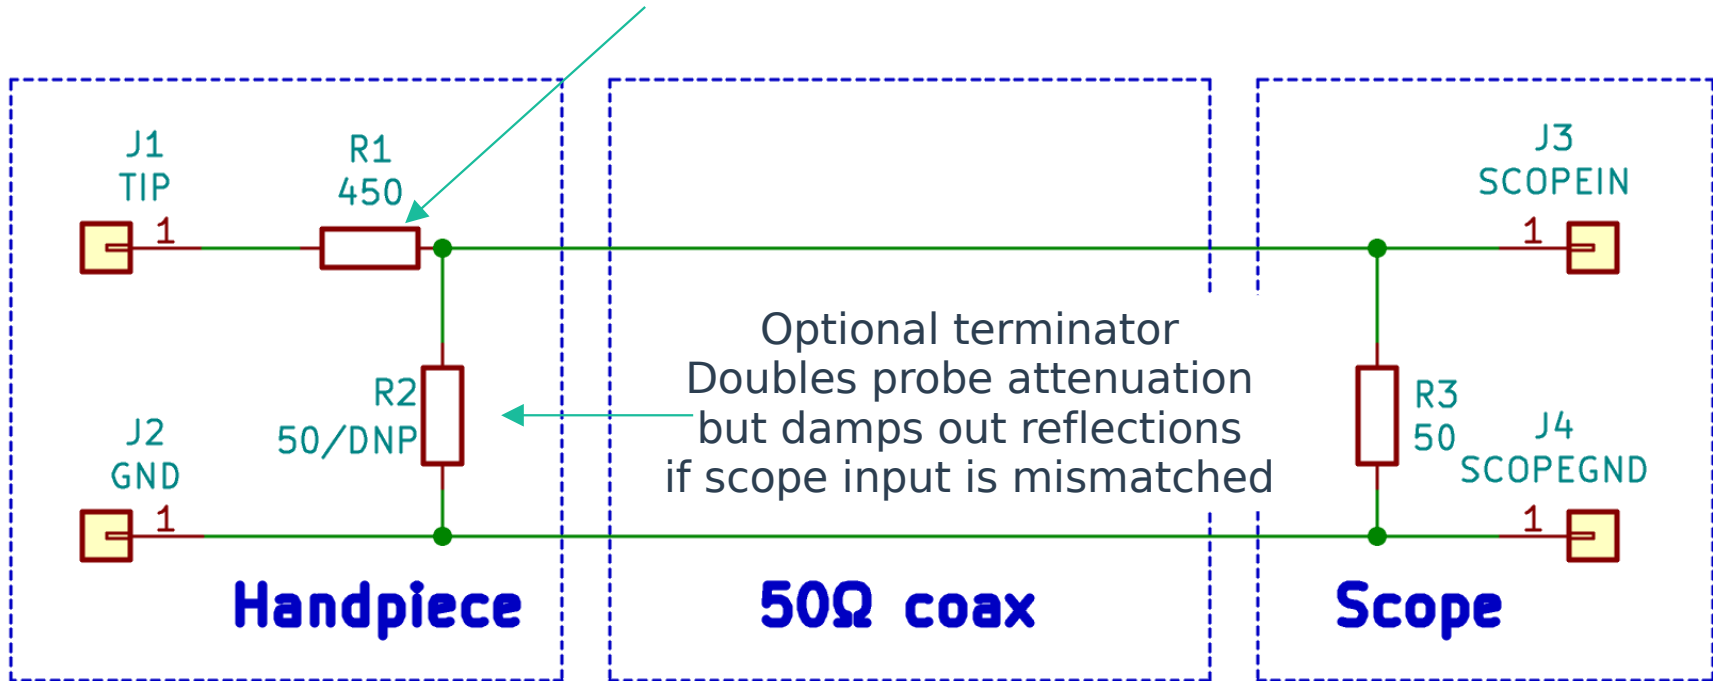 J1
TIP
1
R1
450
J3
SCOPEIN
1
Optional terminator
Doubles probe attenuation
but damps out reflections
if scope input is mismatched
R2
50/DNP
J2
GND
1
R3
50
J4
SCOPEGND
1
Handpiece
50Ω coax
Scope